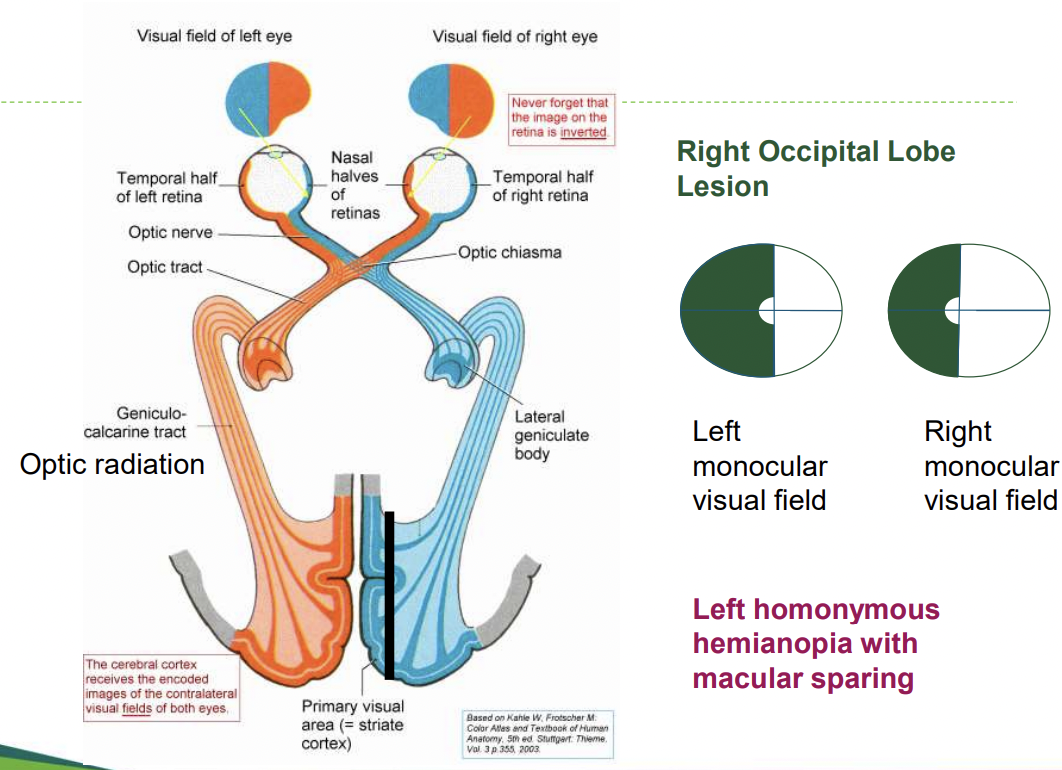 Visual field of left eye
Visual field of right eye
Never forget that
the image on the
retina is inverted.
Temporal half
of left retina
Nasal
halves
of
retinas
Temporal half
of right retina
Optic nerve
Optic chiasma
Optic tract
Geniculo-
calcarine tract
Optic radiation
Lateral
geniculate
body
The cerebral cortex
receives the encoded
images of the contralateral
visual fields of both eyes.
Primary visual
area (= striate
cortex)
Based on Kahle W, Frotscher M:
Color Atlas and Textbook of Human
Anatomy, 5th ed. Stuttgart: Thieme.
Vol. 3 p.355, 2003.
Right Occipital Lobe
Lesion
Left
monocular
visual field
Right
monocular
visual field
Left homonymous
hemianopia with
macular sparing